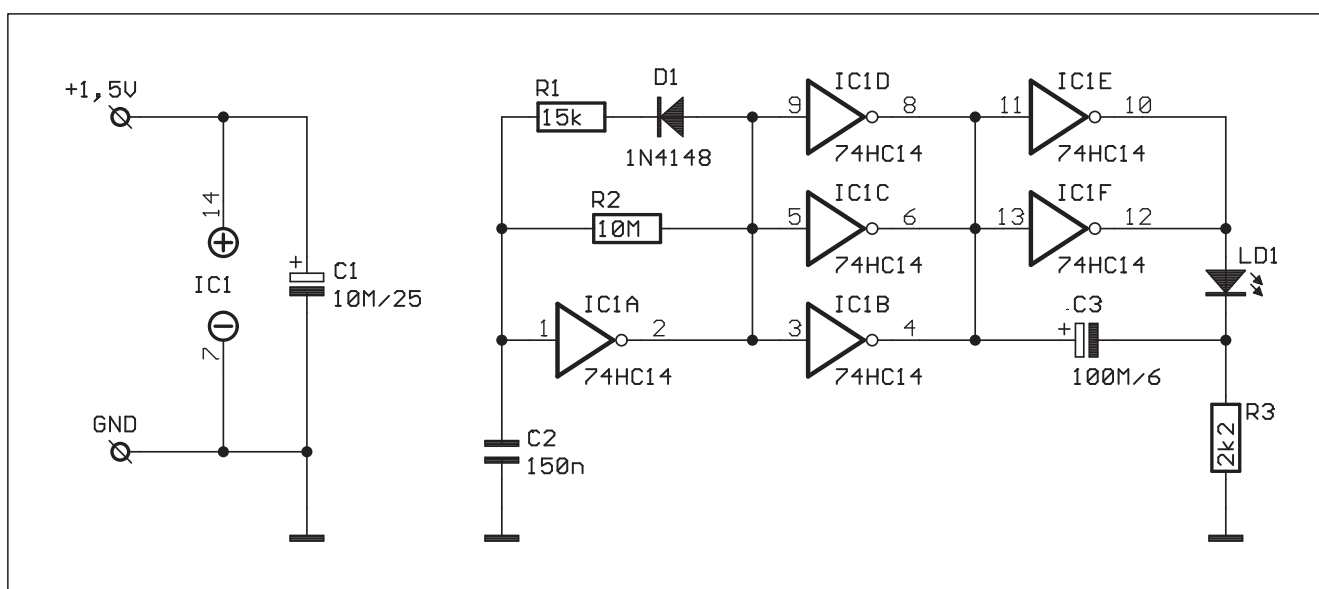 +1,5V
14
IC1
7
GND
+
C1
10M/25
R1
15k
D1
1N4148
R2
10M
IC1A
1
2
74HC14
C2
150n
IC1D
9
8
74HC14
IC1C
5
6
74HC14
IC1B
3
4
74HC14
IC1E
11
10
74HC14
IC1F
13
12
74HC14
LD1
C3
+
100M/6
R3
2k2